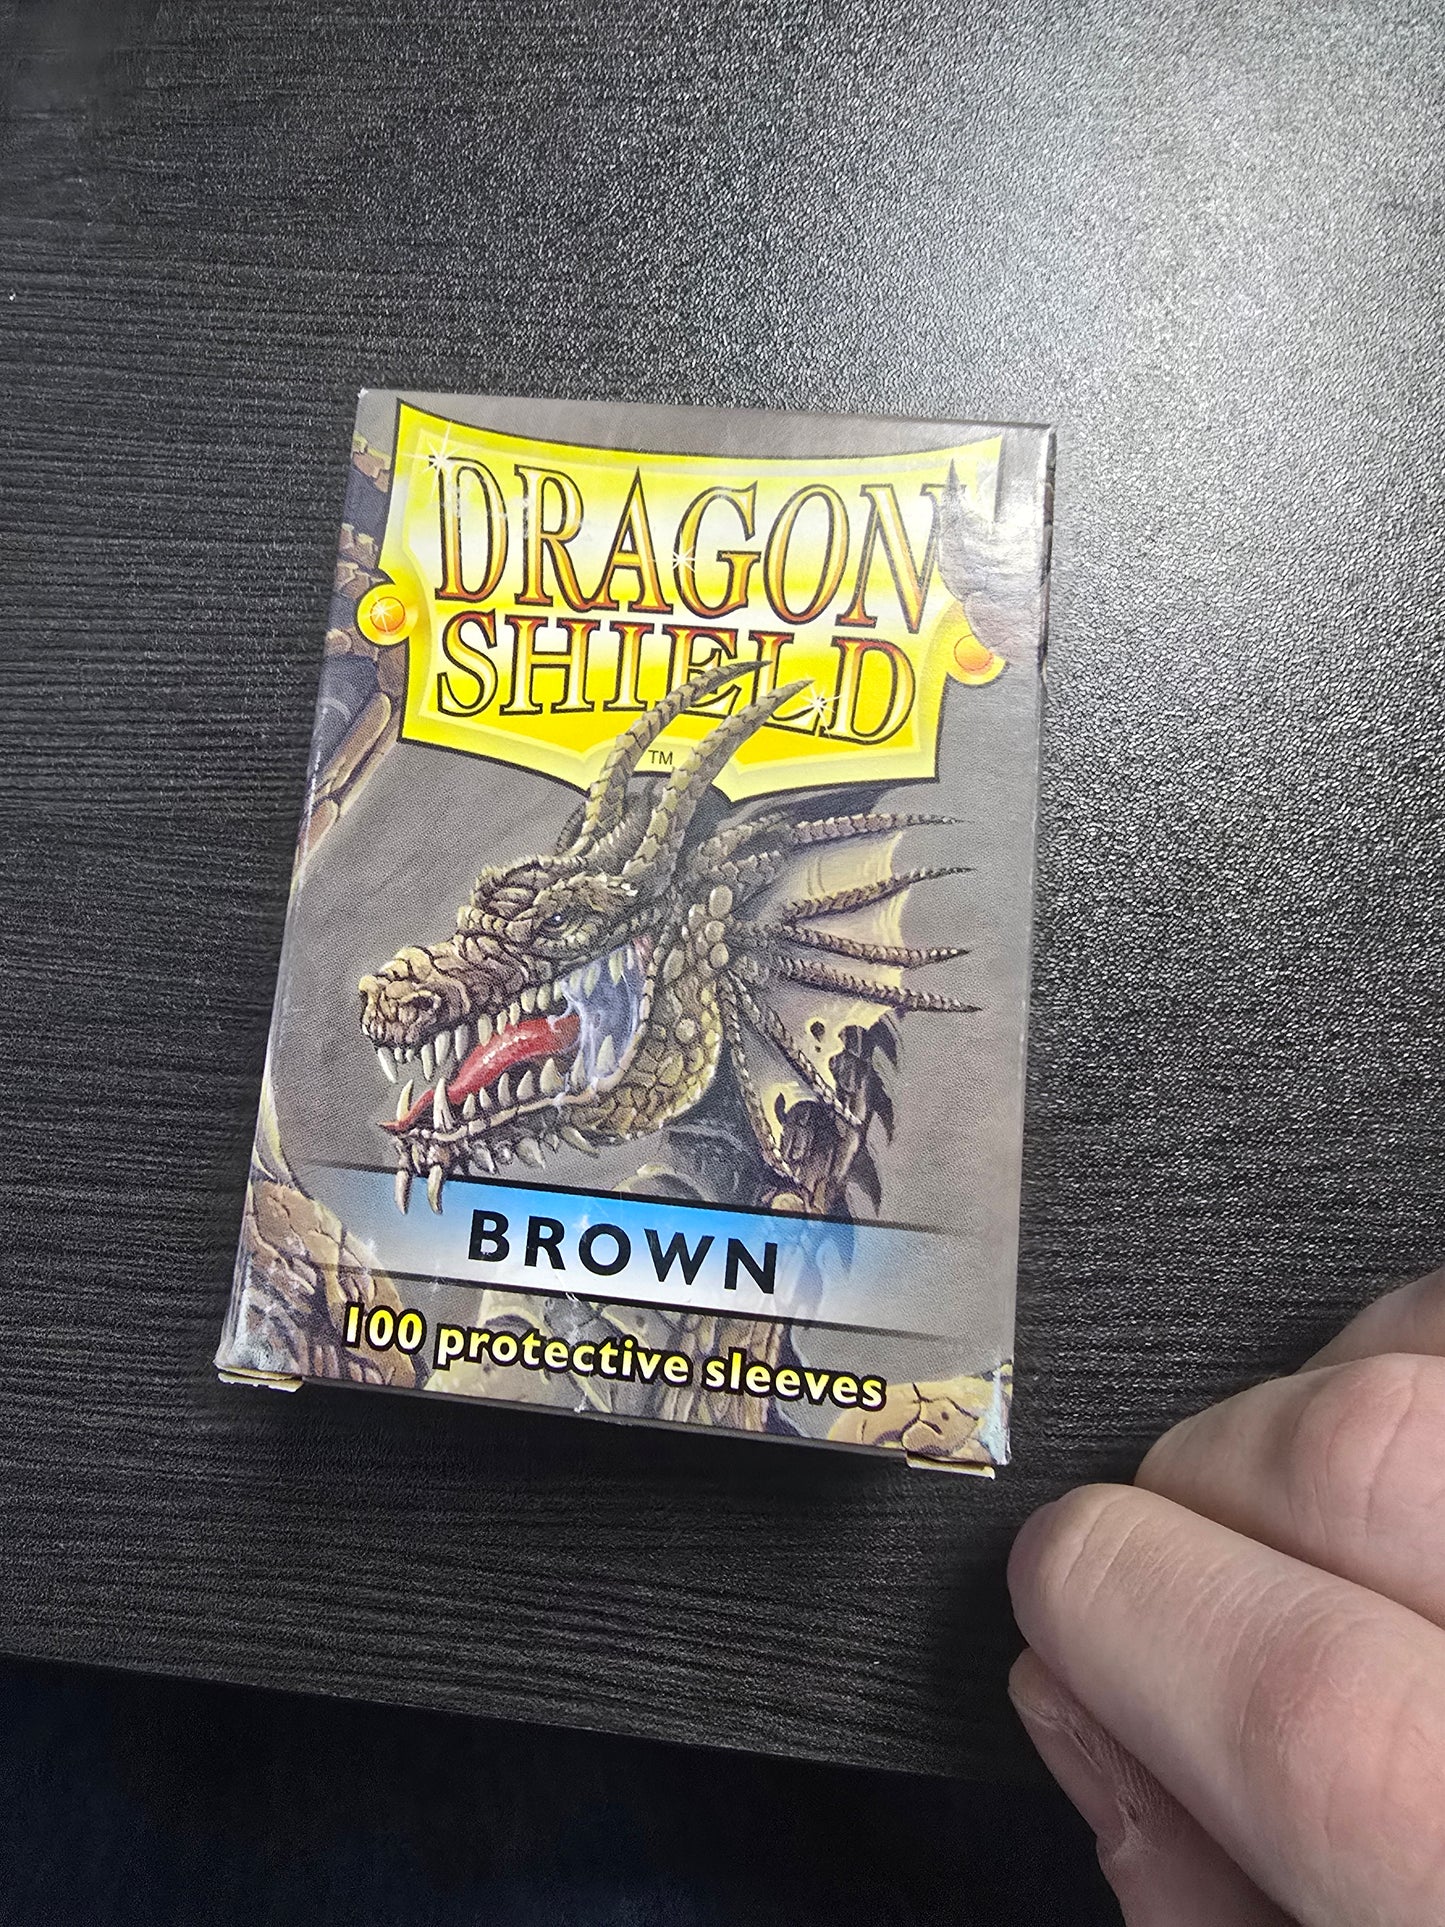 DRAGON
SHIELD
TM
BROWN
100 protective sleeves